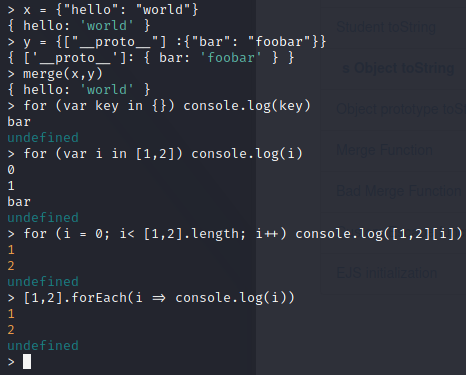 > x = {"hello": "world"}
{ hello: 'world' }
> y = {["__proto__"] :{"bar": "foobar"}}
{ ['__proto__']: { bar: 'foobar' } }
> merge(x,y)
{ hello: 'world' }
> for (var key in {}) console.log(key)
bar
undefined
> for (var i in [1,2]) console.log(i)
0
1
bar
undefined
> for (i = 0; i< [1,2].length; i++) console.log([1,2][i])
1
2
undefined
> [1,2].forEach(i => console.log(i))
1
2
undefined
>
Student toString
Object toString
Object prototype toS
Merge Function
Bad Merge Function
EJS Initialization